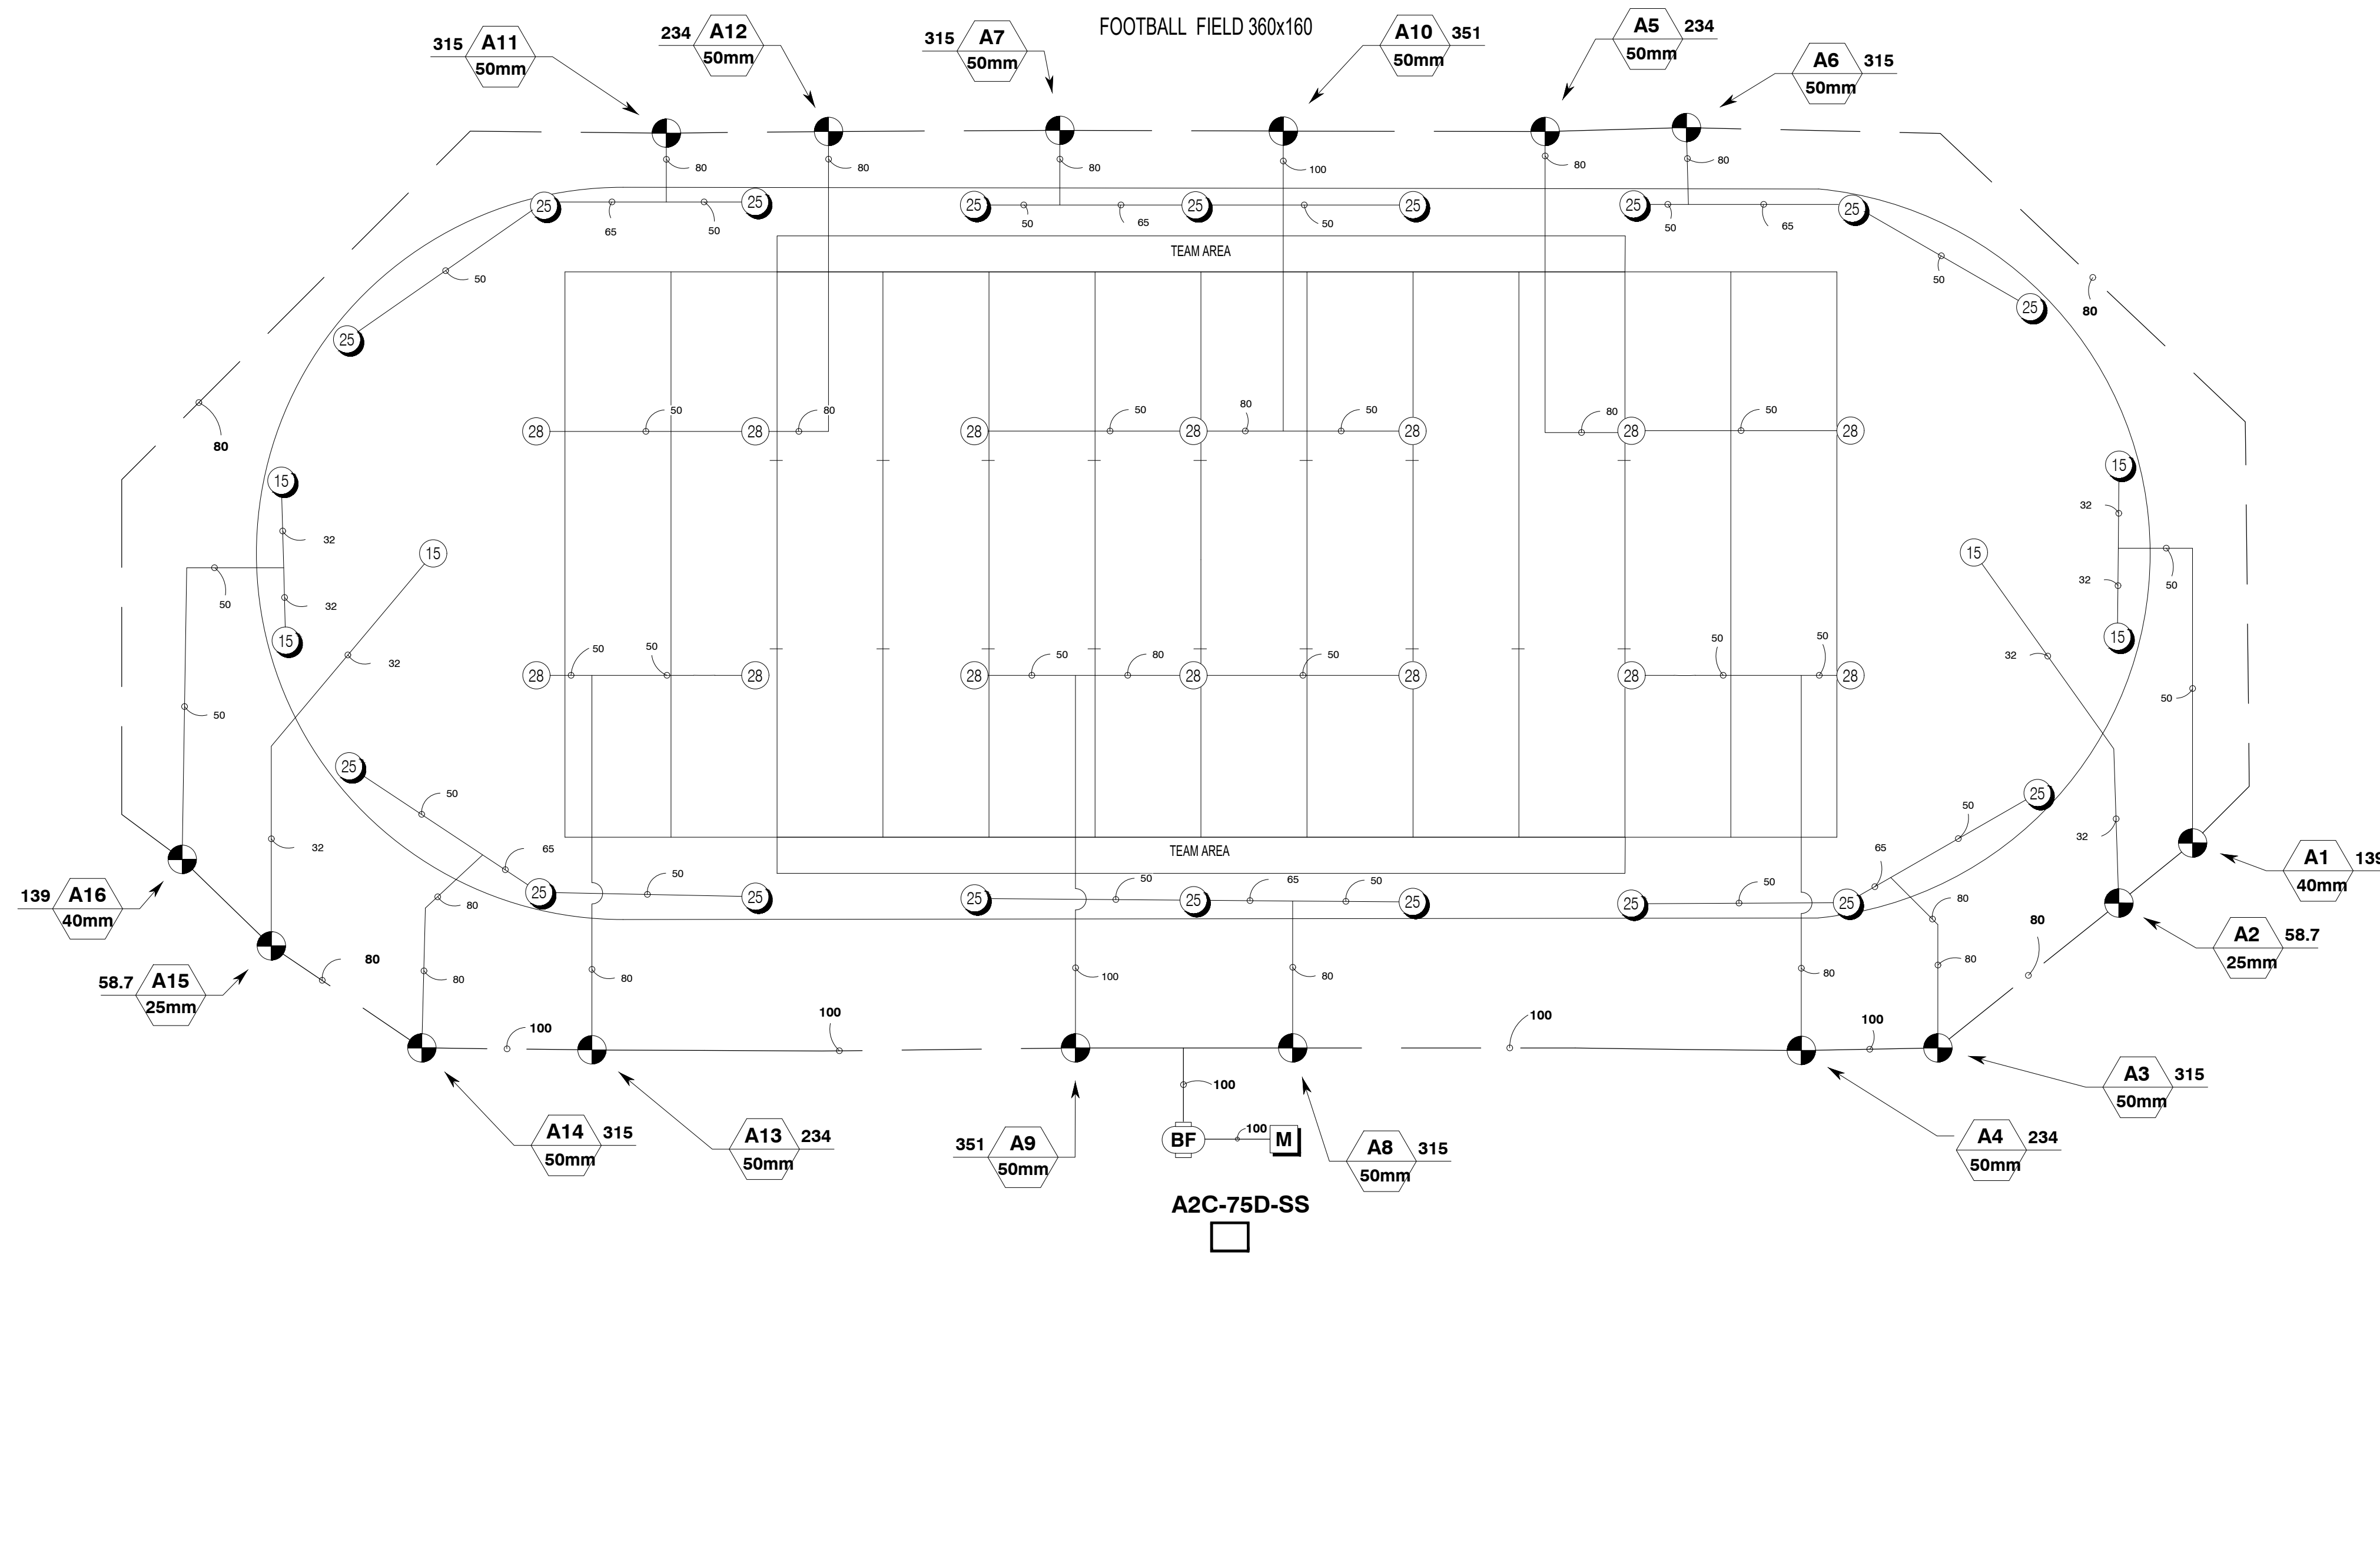 FOOTBALL FIELD 360x160
315 A11 50mm
234 A12 50mm
315 A7 50mm
A10 351 50mm
A5 234 50mm
A6 315 50mm
80 80 80 100 80 80
25 25 25 25 25 25 25
65 50 50 65 50 50 65
TEAM AREA
50 50
25 25
80
80
50 80 50 80 50 80 50
28 28 28 28 28 28 28
15 15
32 32
15 15
50 32 32 50
15 15
50 50 50 80 50 50 50
32 32
28 28 28 28 28 28 28
50 50
25 25
50 50
32 65 32
TEAM AREA
65
139 A16 40mm
A1 139 40mm
50 50 65 50 50
25 25 25 25 25 25 25
80 80
80 80
A2 58.7 25mm
58.7 A15 25mm
80 80 100 80 80 80
100 100 100 100
A3 315 50mm
100
BF 100 M
A14 315 50mm
A13 234 50mm
351 A9 50mm
A8 315 50mm
A4 234 50mm
A2C-75D-SS